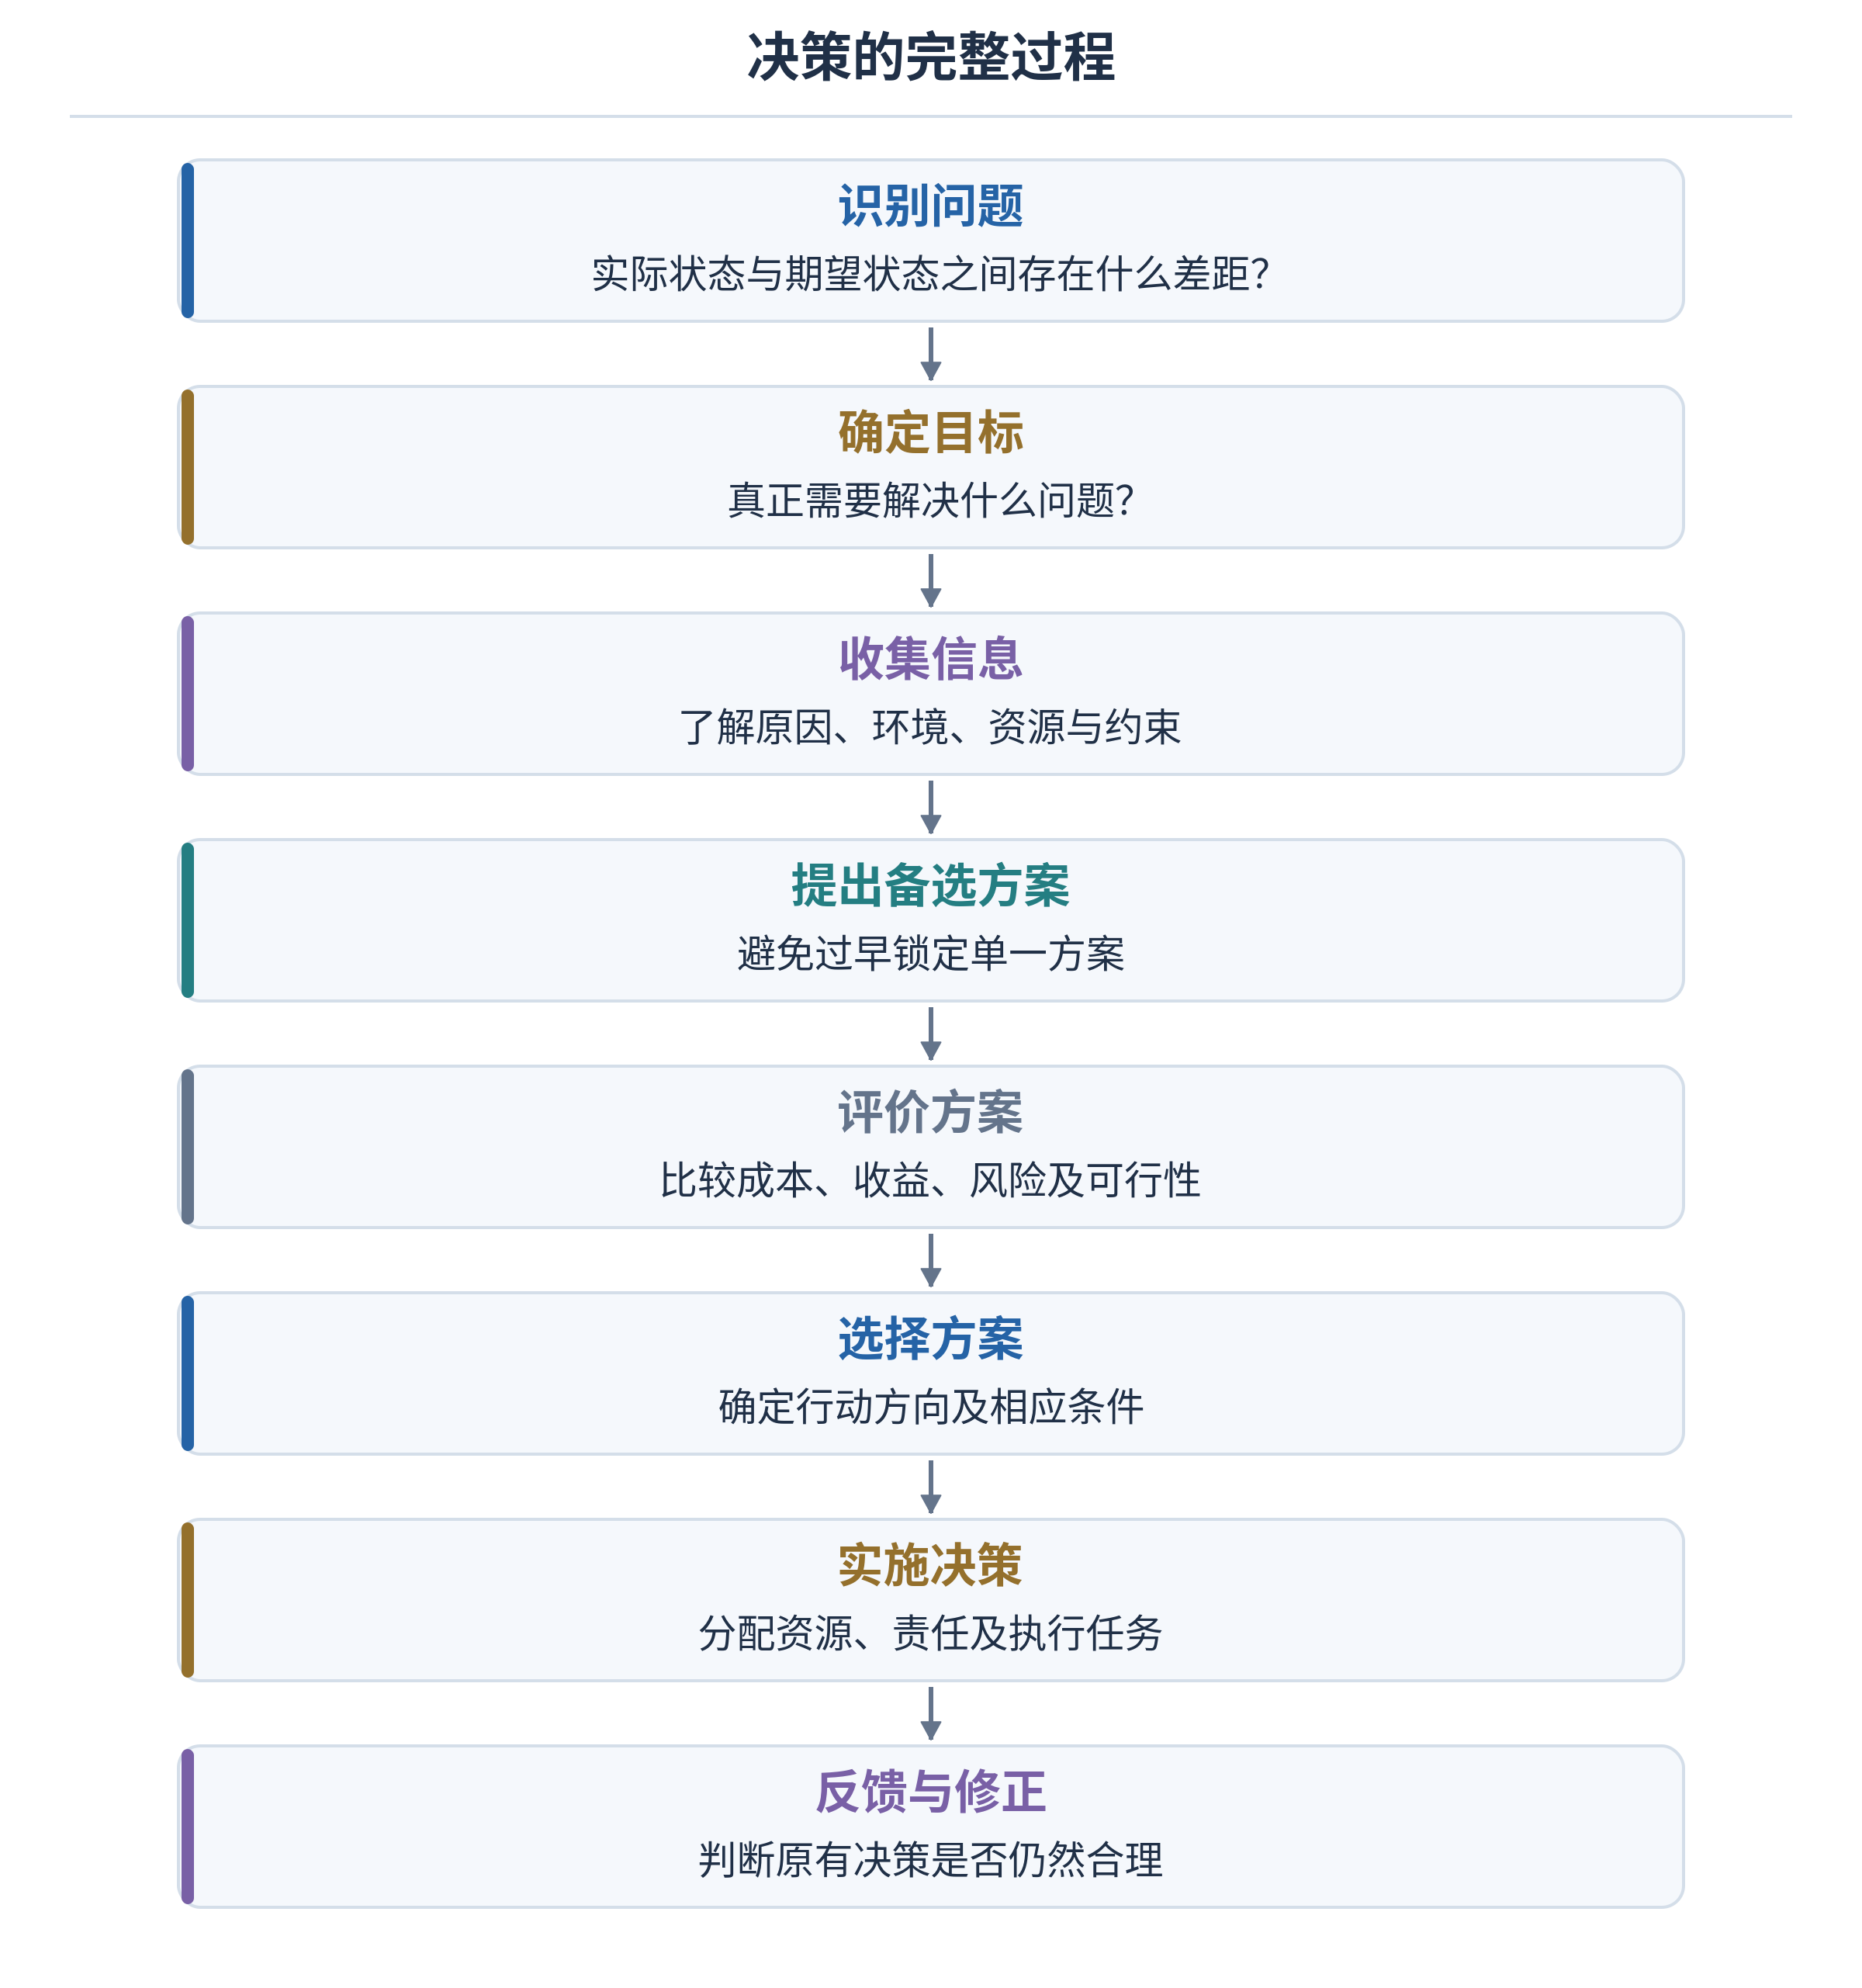 决策的完整过程
识别问题
实际状态与期望状态之间存在什么差距?
确定目标
真正需要解决什么问题?
收集信息
了解原因、环境、资源与约束
提出备选方案
避免过早锁定单一方案
评价方案
比较成本、收益、风险及可行性
选择方案
确定行动方向及相应条件
实施决策
分配资源、责任及执行任务
反馈与修正
判断原有决策是否仍然合理